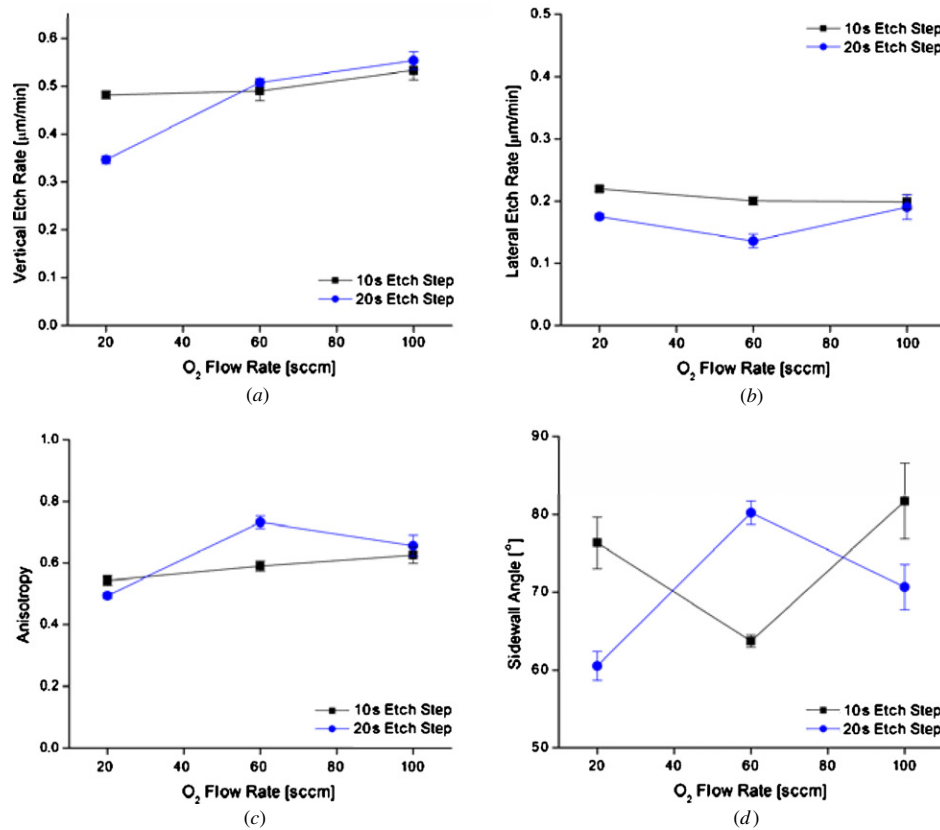 0.6
0.5
0.4
0.3
0.2
0.1
0.0
Vertical Etch Rate [μm/min]
10s Etch Step
20s Etch Step
20 40 60 80 100
O₂ Flow Rate [sccm]
(a)
10s Etch Step
20s Etch Step
0.5
0.4
0.3
0.2
0.1
0.0
Lateral Etch Rate [μm/min]
20 40 60 80 100
O₂ Flow Rate [sccm]
(b)
1.0
0.8
0.6
0.4
0.2
0.0
Anisotropy
10s Etch Step
20s Etch Step
20 40 60 80 100
O₂ Flow Rate [sccm]
(c)
90
80
70
60
50
Sidewall Angle [°]
10s Etch Step
20s Etch Step
20 40 60 80 100
O₂ Flow Rate [sccm]
(d)